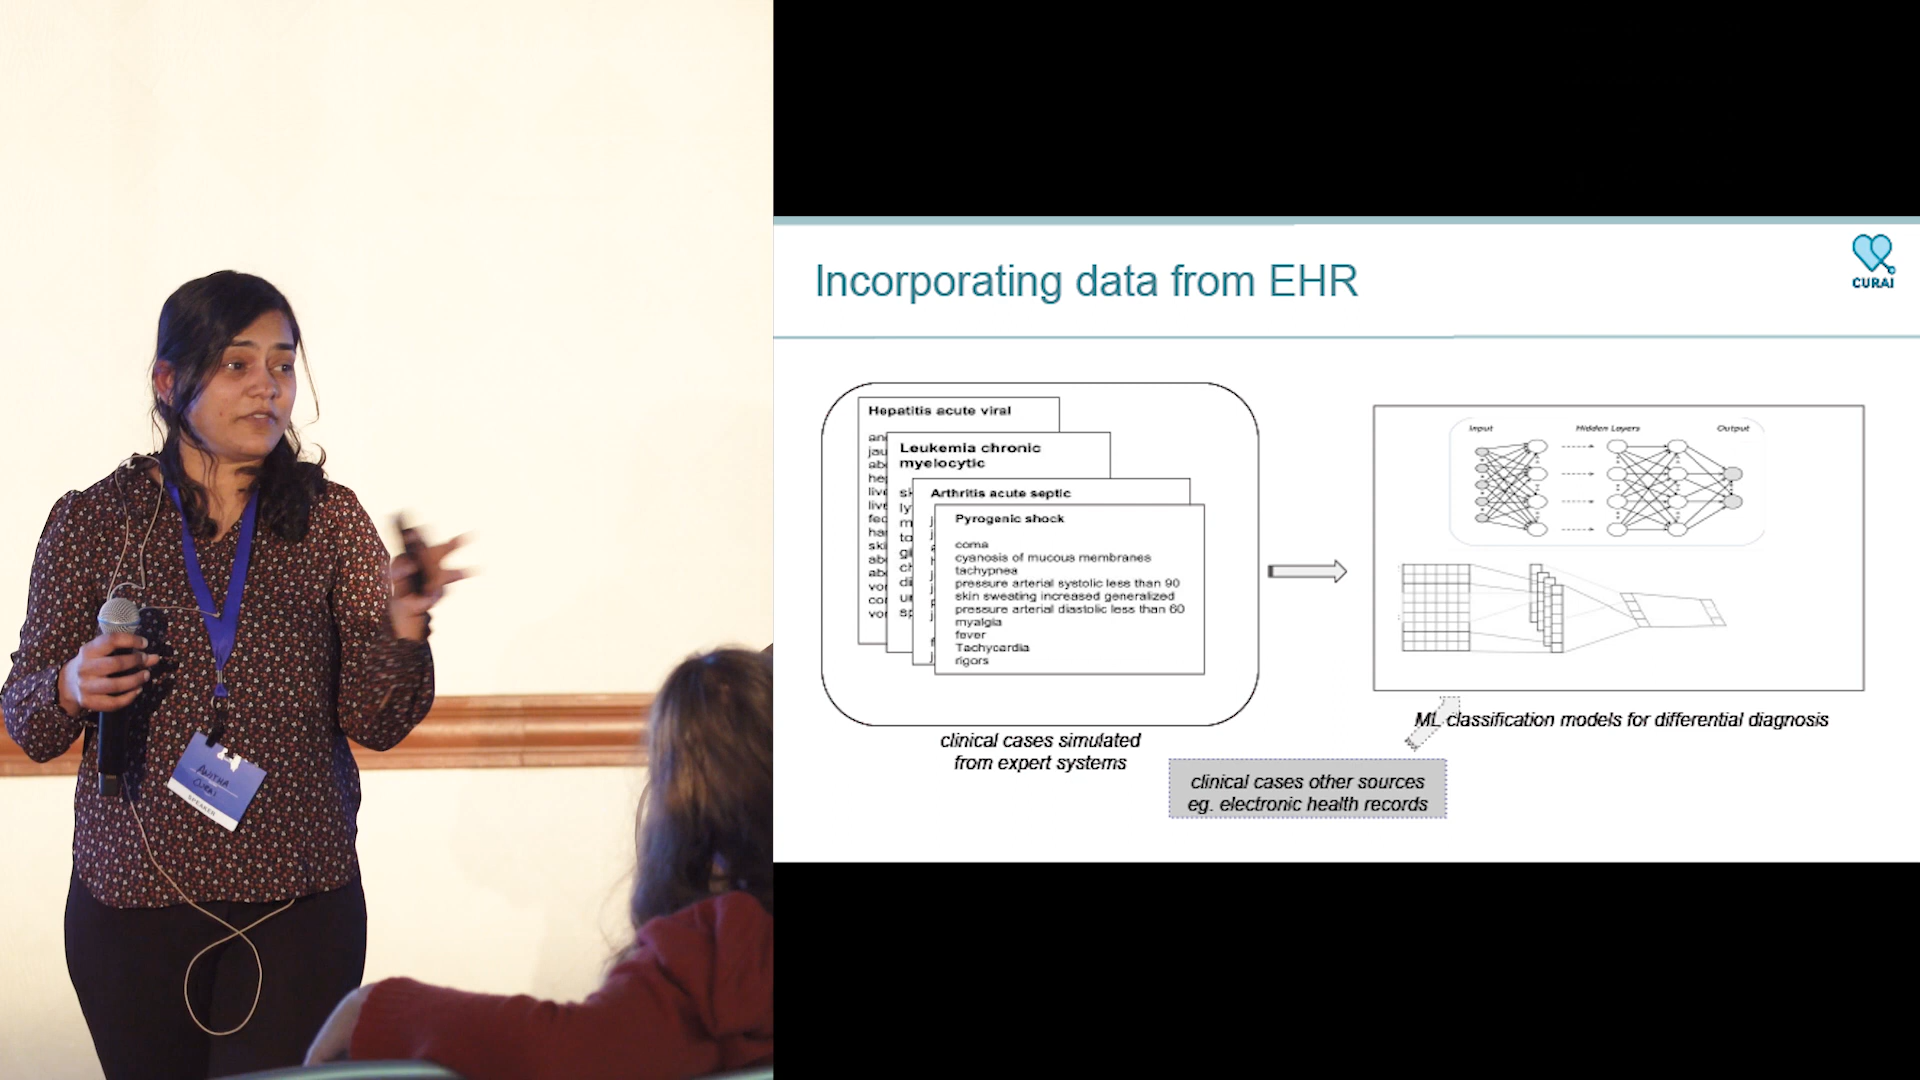 ANITHA
CURAI
SPEAKER
Incorporating data from EHR
CURAI
Hepatitis acute viral
Leukemia chronic
myelocytic
Arthritis acute septic
Pyrogenic shock
coma
cyanosis of mucous membranes
tachypnea
pressure arterial systolic less than 90
skin sweating increased generalized
pressure arterial diastolic less than 60
myalgia
fever
Tachycardia
rigors
clinical cases simulated
from expert systems
Input Hidden Layers Output
ML classification models for differential diagnosis
clinical cases other sources
eg. electronic health records